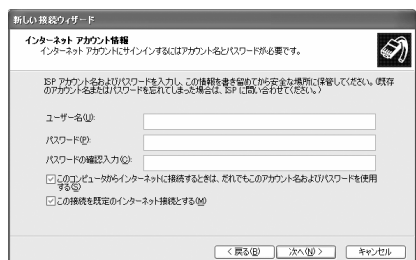 新しい接続ウィザード
インターネット アカウント情報
インターネット アカウントにサインインするにはアカウント名とパスワードが必要です。
ISP アカウント名およびパスワードを入力し、この情報を書き留めてから安全な場所に保管してください。(既存
のアカウント名またはパスワードを忘れてしまった場合は、ISP に問い合わせてください。)
ユーザー名(U):
パスワード(P):
パスワードの確認入力(C):
このコンピュータからインターネットに接続するときは、だれでもこのアカウント名およびパスワードを使用
する(S)
この接続を既定のインターネット接続とする(M)
< 戻る(B)
次へ(N) >
キャンセル